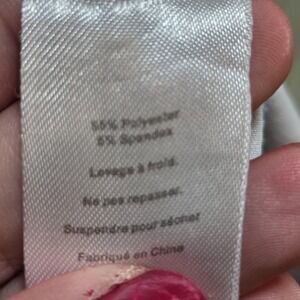 95% Polyester
5% Spandex
Lavage à froid.
Ne pas repasser.
Suspendre pour sécher
Fabriqué en Chine